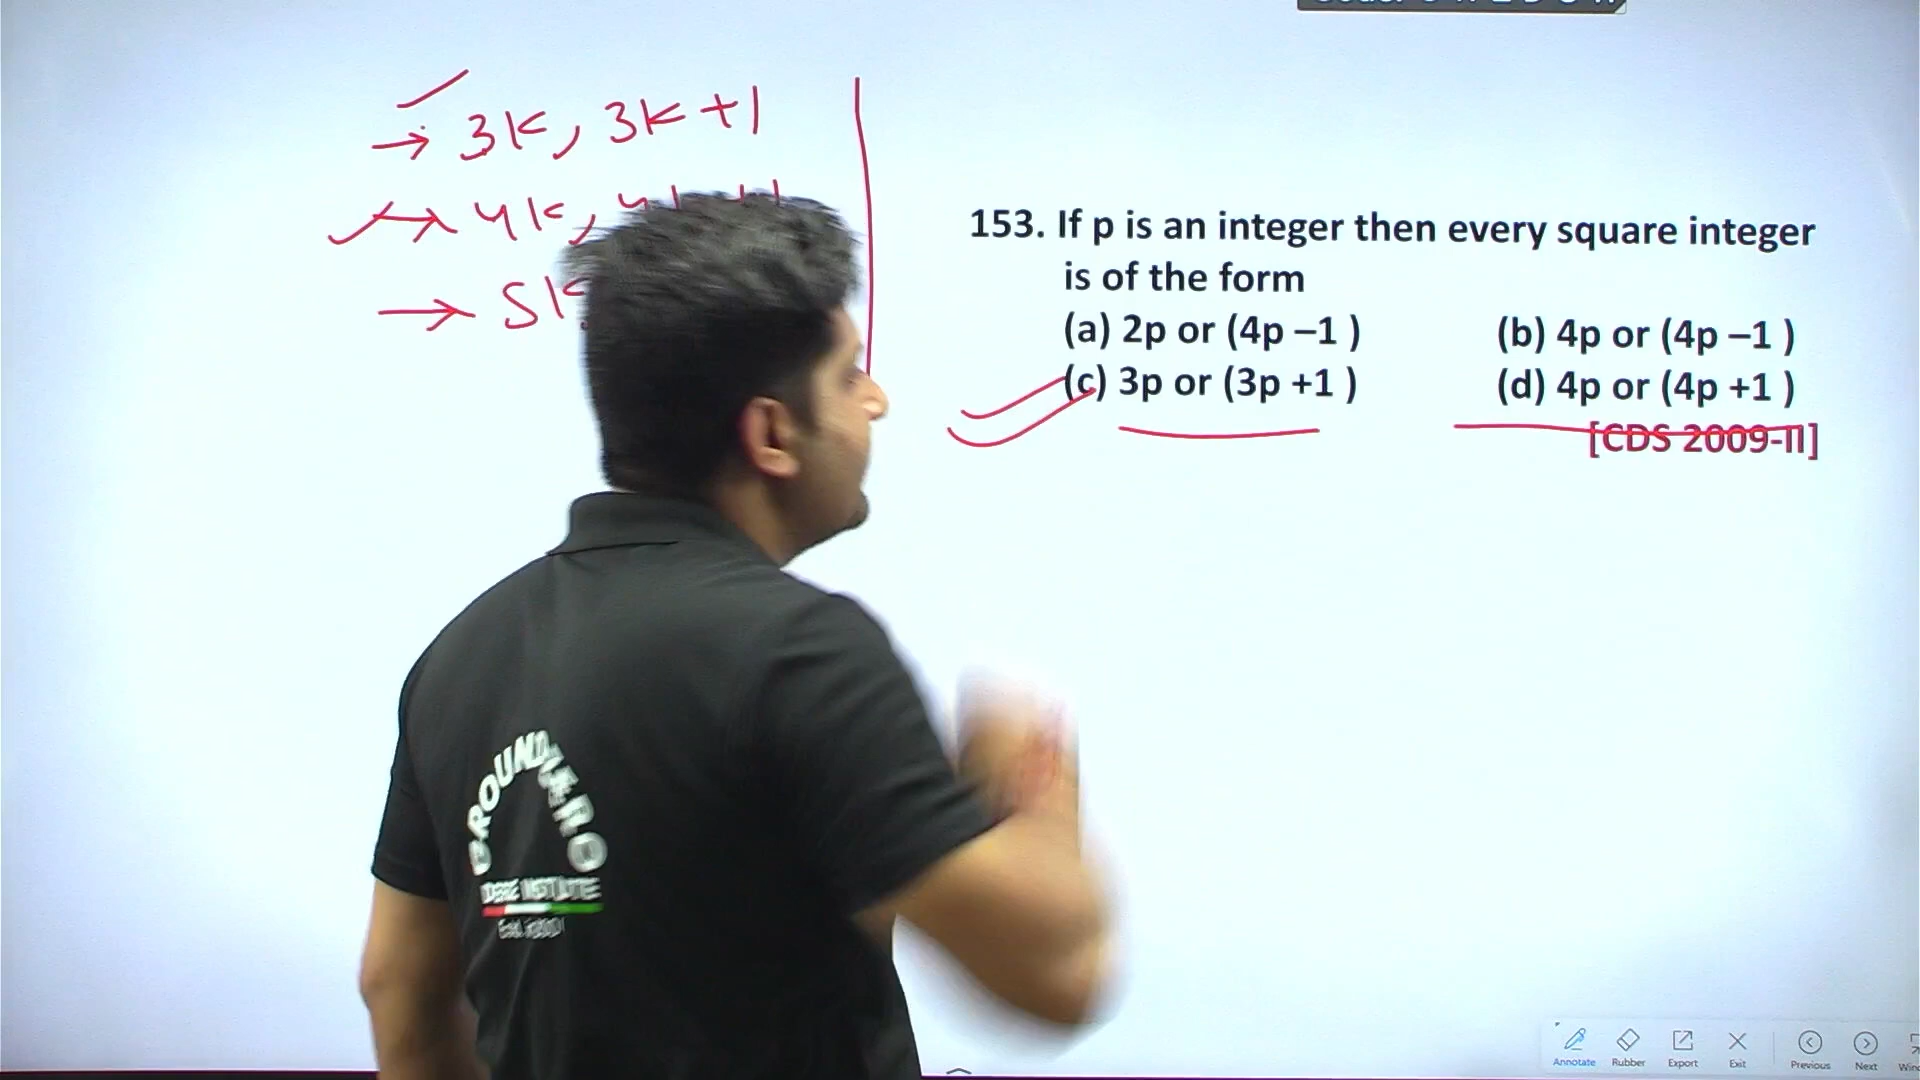 → 3k, 3k+1
→ 4k,
→ 5k
153. If p is an integer then every square integer
is of the form
(a) 2p or (4p –1 )
(b) 4p or (4p –1 )
(c) 3p or (3p +1 )
(d) 4p or (4p +1 )
[CDS 2009-II]
GROUND ZERO
Annotate Rubber Export Exit Previous Next